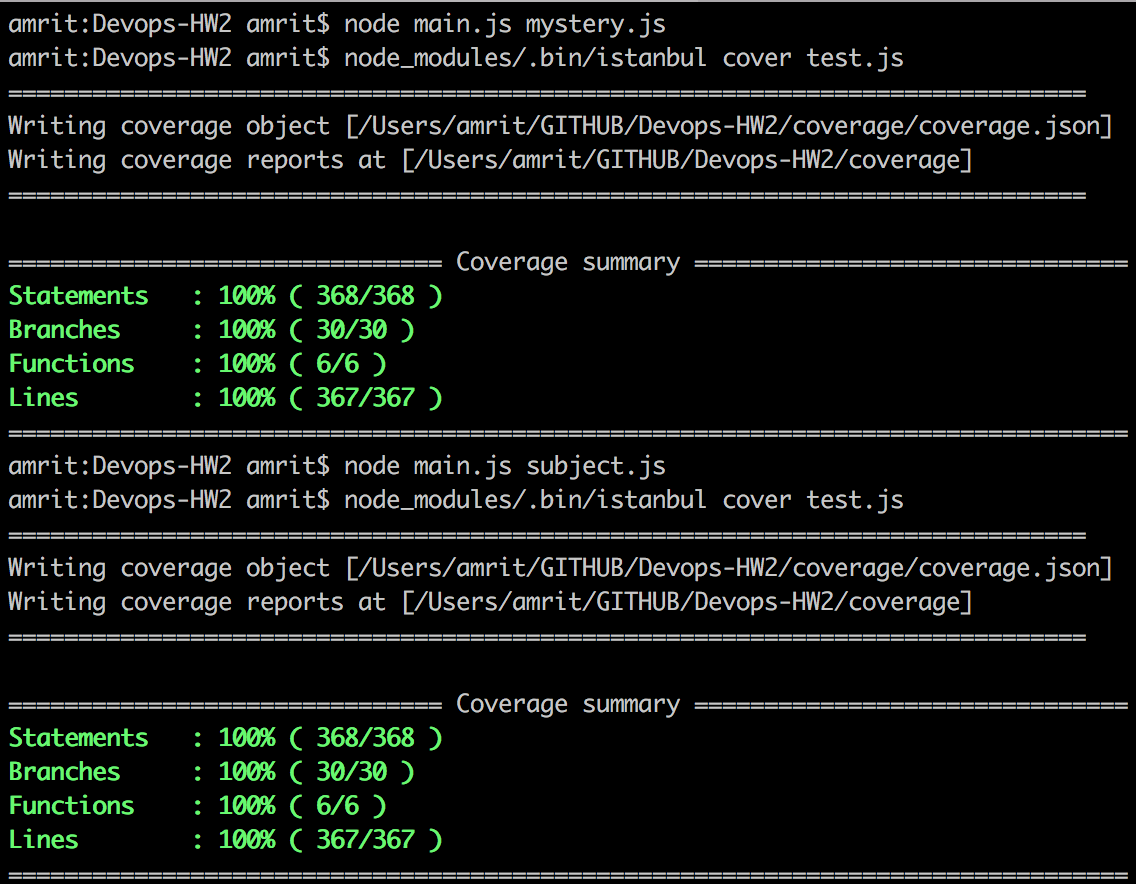 amrit:Devops-HW2 amrit$ node main.js mystery.js
amrit:Devops-HW2 amrit$ node_modules/.bin/istanbul cover test.js
=============================================================================
Writing coverage object [/Users/amrit/GITHUB/Devops-HW2/coverage/coverage.json]
Writing coverage reports at [/Users/amrit/GITHUB/Devops-HW2/coverage]
=============================================================================
=============================== Coverage summary ===============================
Statements   : 100% ( 368/368 )
Branches     : 100% ( 30/30 )
Functions    : 100% ( 6/6 )
Lines        : 100% ( 367/367 )
================================================================================
amrit:Devops-HW2 amrit$ node main.js subject.js
amrit:Devops-HW2 amrit$ node_modules/.bin/istanbul cover test.js
=============================================================================
Writing coverage object [/Users/amrit/GITHUB/Devops-HW2/coverage/coverage.json]
Writing coverage reports at [/Users/amrit/GITHUB/Devops-HW2/coverage]
=============================================================================
=============================== Coverage summary ===============================
Statements   : 100% ( 368/368 )
Branches     : 100% ( 30/30 )
Functions    : 100% ( 6/6 )
Lines        : 100% ( 367/367 )
================================================================================